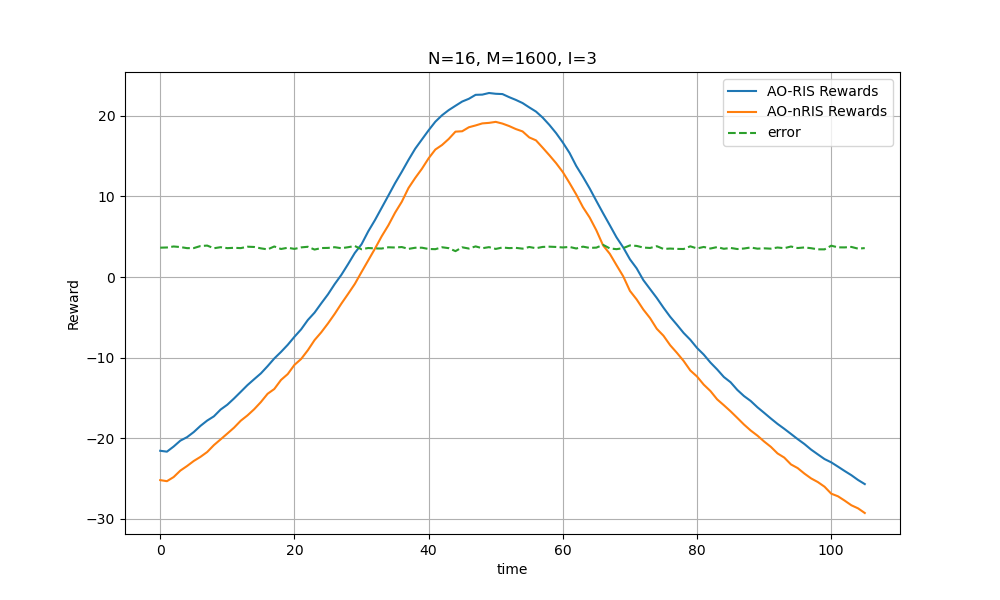 N=16, M=1600, I=3
AO-RIS Rewards
AO-nRIS Rewards
error
Reward
20
10
0
−10
−20
−30
0 20 40 60 80 100
time